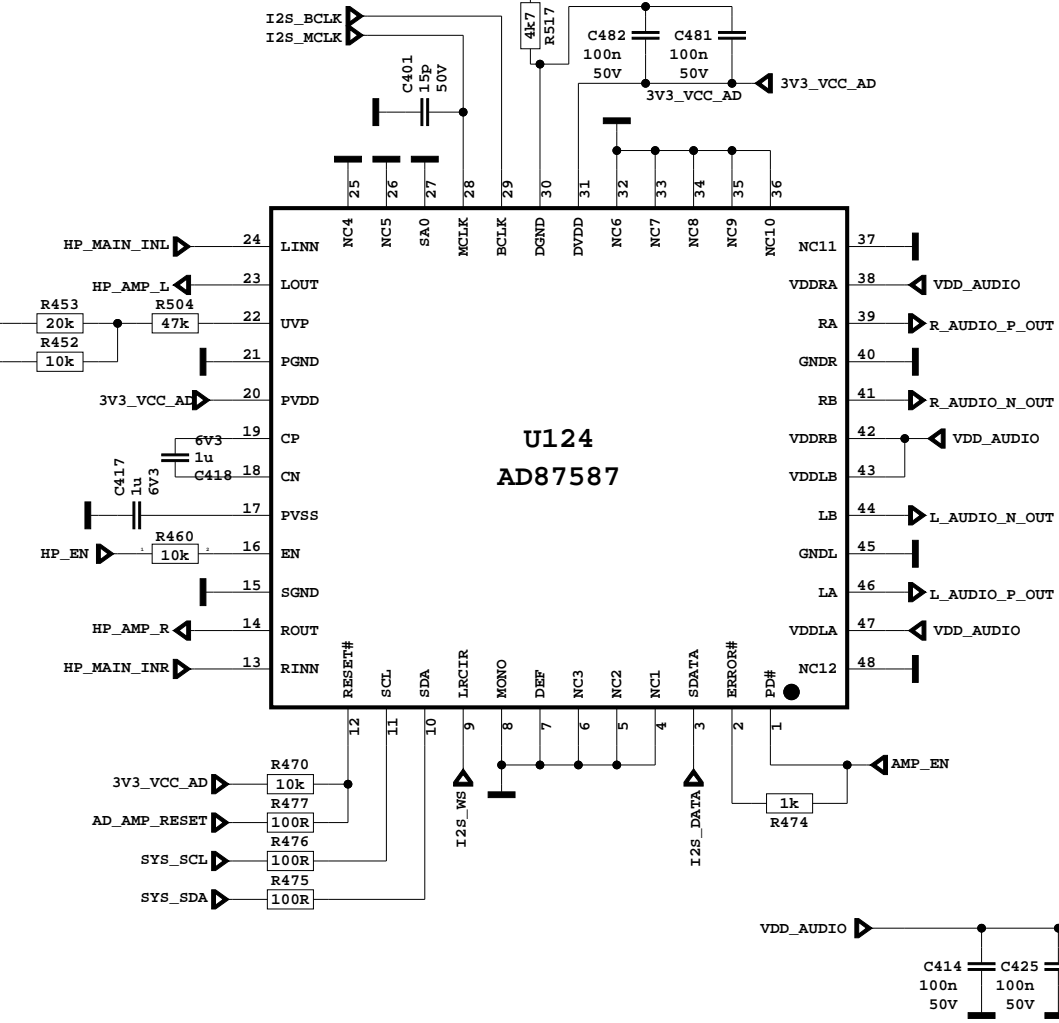 I2S_BCLK
I2S_MCLK
4k7
R517
C482
100n
50V
C481
100n
50V
3V3_VCC_AD
3V3_VCC_AD
C401
15p
50V
25
26
27
28
29
30
31
32
33
34
35
36
NC4
NC5
SA0
MCLK
BCLK
DGND
DVDD
NC6
NC7
NC8
NC9
NC10
HP_MAIN_INL 24 LINN
HP_AMP_L 23 LOUT
R453
20k
R504
47k
22 UVP
R452
10k
21 PGND
3V3_VCC_AD 20 PVDD
19 CP
6V3
1u
C418
18 CN
C417
1u
6V3
17 PVSS
R460
HP_EN 1 10k 2 16 EN
15 SGND
HP_AMP_R 14 ROUT
HP_MAIN_INR 13 RINN
U124
AD87587
NC11 37
VDDRA 38 VDD_AUDIO
RA 39 R_AUDIO_P_OUT
GNDR 40
RB 41 R_AUDIO_N_OUT
VDDRB 42 VDD_AUDIO
VDDLB 43
LB 44 L_AUDIO_N_OUT
GNDL 45
LA 46 L_AUDIO_P_OUT
VDDLA 47 VDD_AUDIO
NC12 48
RESET#
SCL
SDA
LRCIR
MONO
DEF
NC3
NC2
NC1
SDATA
ERROR#
PD#
12
11
10
9
8
7
6
5
4
3
2
1
R470
3V3_VCC_AD 10k
R477
AD_AMP_RESET 100R
R476
SYS_SCL 100R
R475
SYS_SDA 100R
I2S_WS
I2S_DATA
AMP_EN
1k
R474
VDD_AUDIO
C414
100n
50V
C425
100n
50V